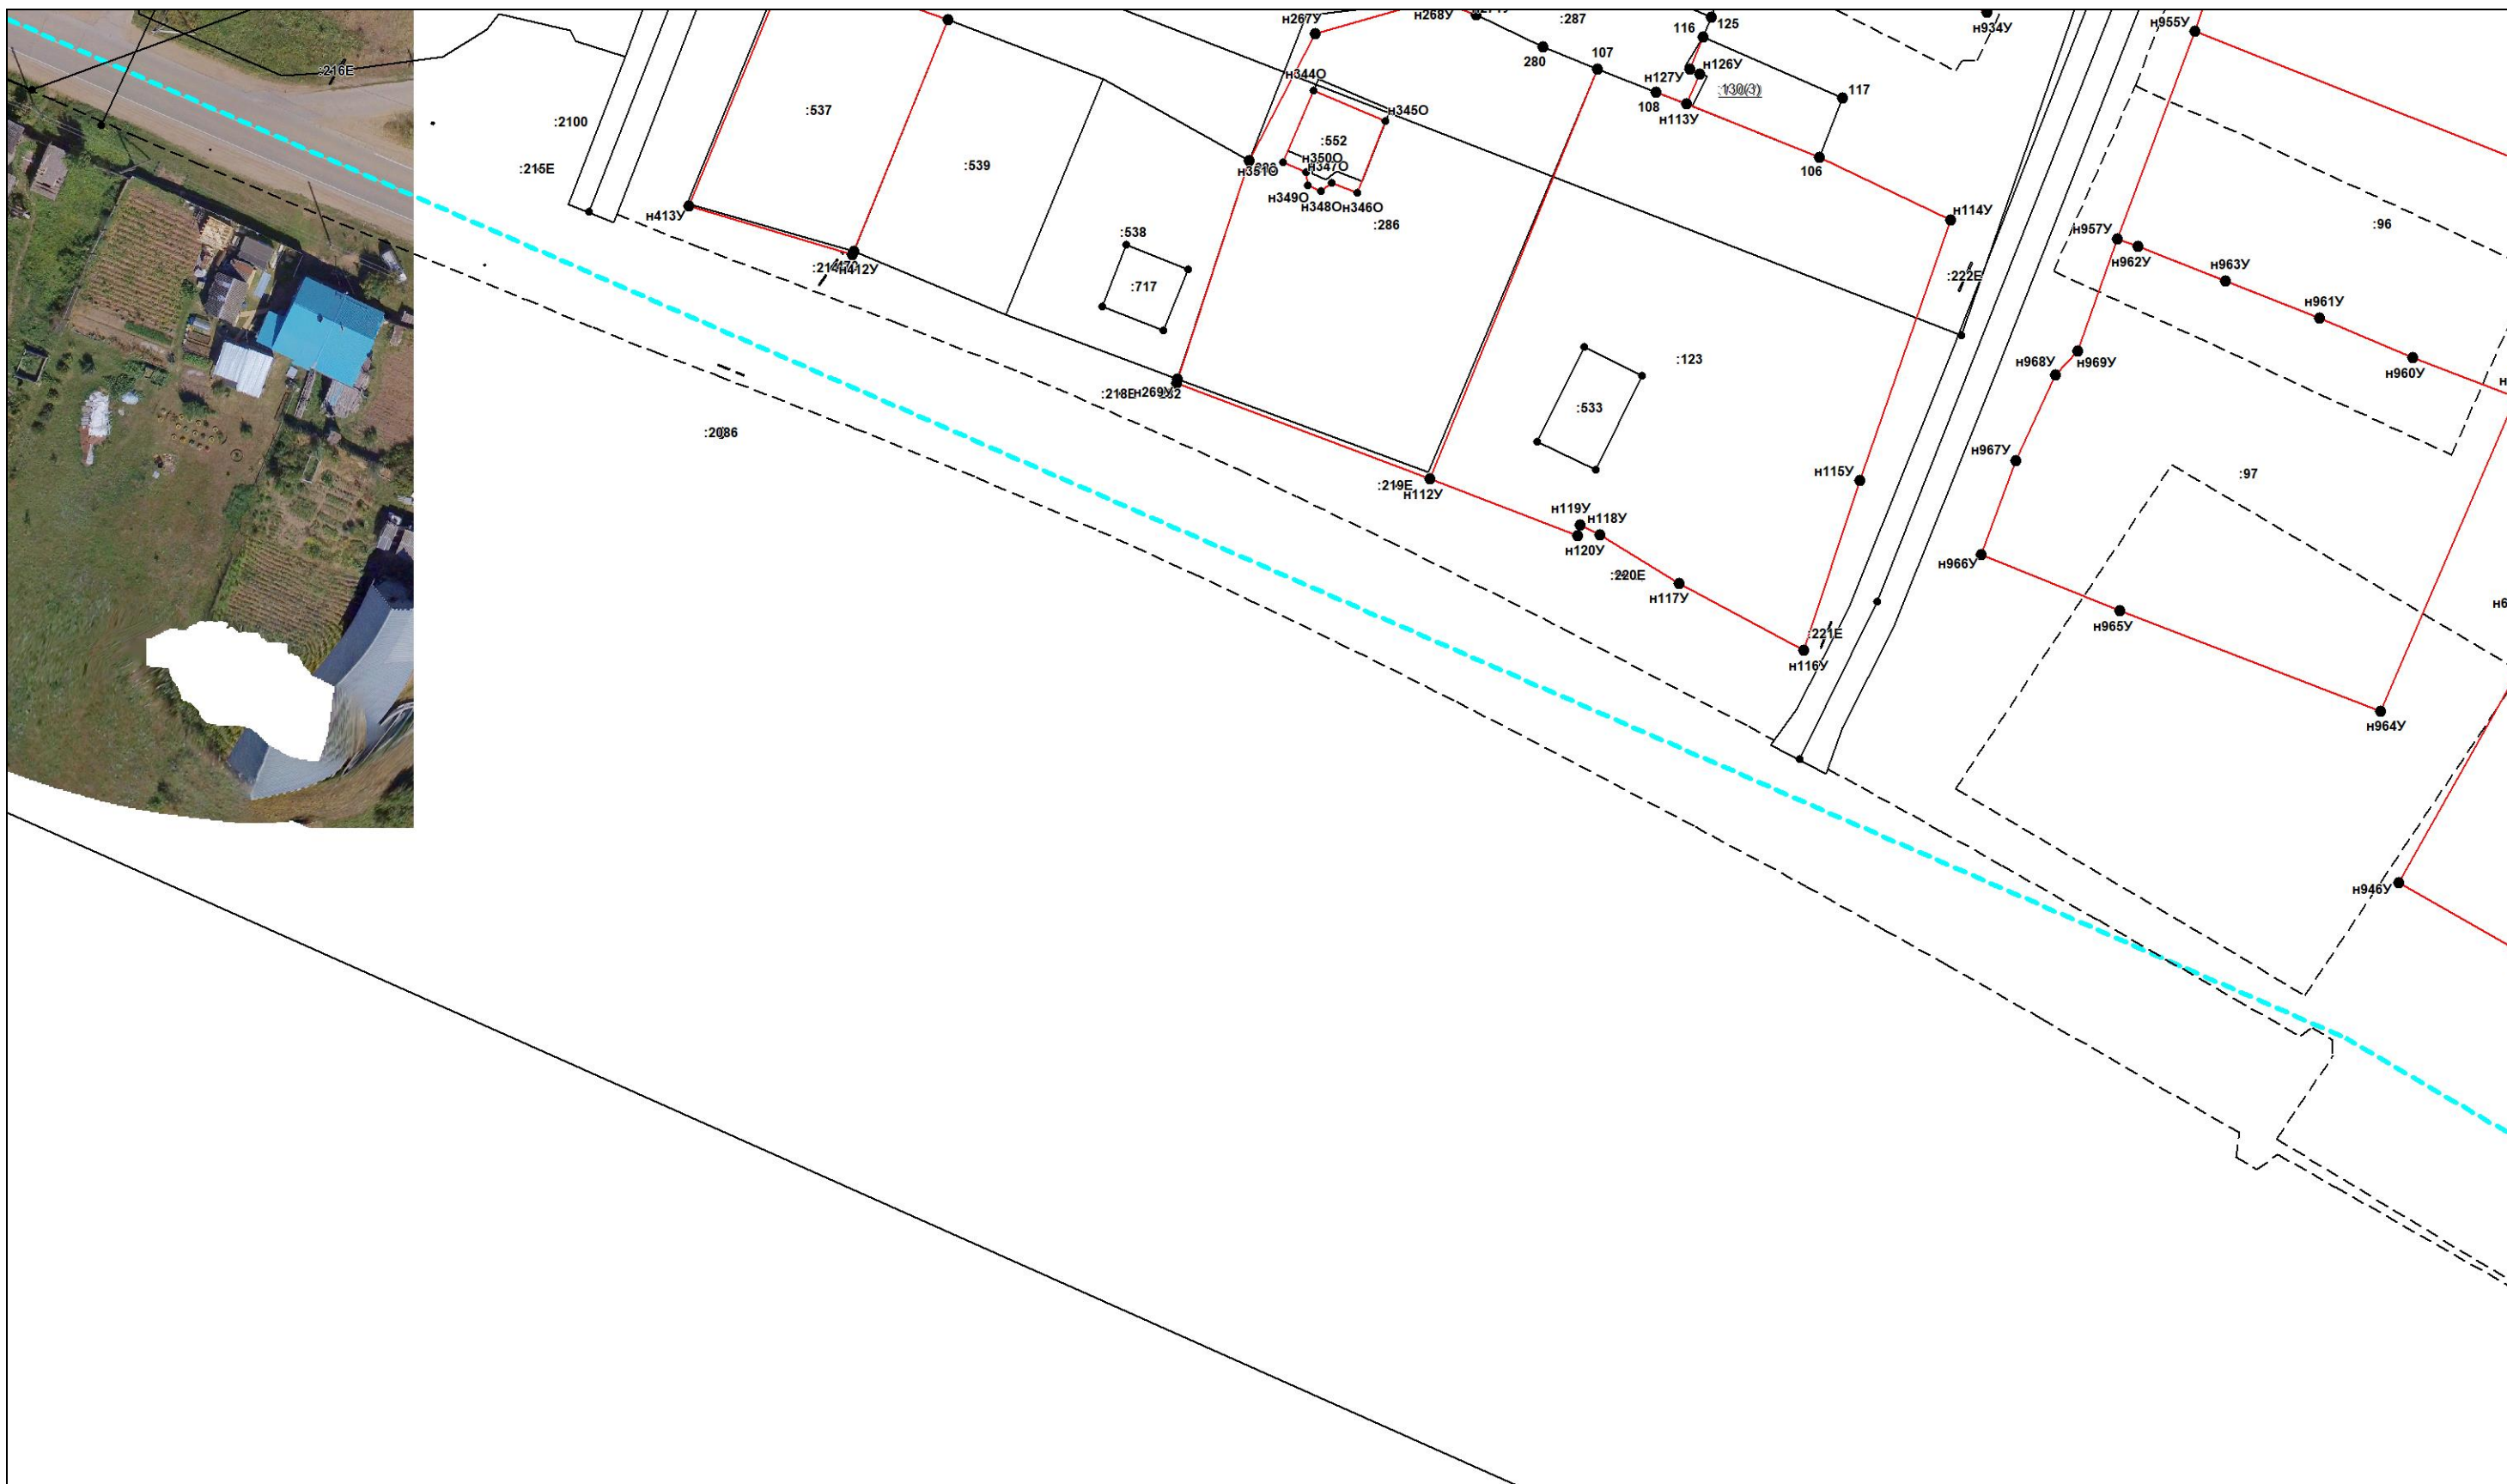 н267У
н268У
:287
116
125
н934У
н955У
:216Е
280
107
н127У
н126У
:130(3)
117
108
н113У
:2100
:537
н344О
н345О
:552
:215Е
:539
н350О
н347О
н351О
н349О
н348О
н346О
106
:286
:96
н413У
н114У
:538
н957У
н962У
н963У
н412У
:222Е
:717
н961У
:123
н968У
н969У
н960У
:218Е
н269У
:533
:2086
н967У
:97
н115У
:219Е
н112У
н119У
н118У
н120У
н966У
:220Е
н117У
н965У
:221Е
н116У
н964У
н946У